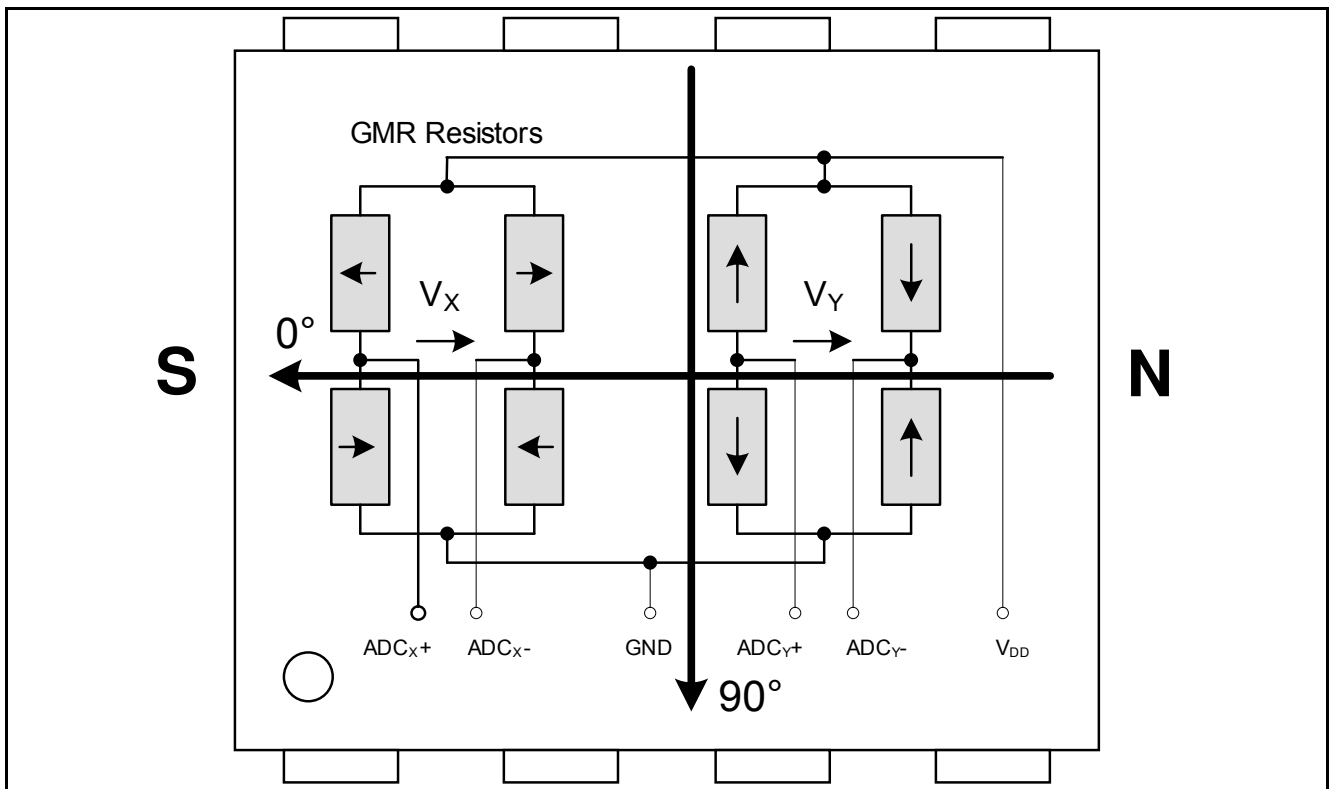 GMR Resistors
VX
VY
0°
S
N
ADCX+
ADCX-
GND
ADCY+
ADCY-
VDD
90°